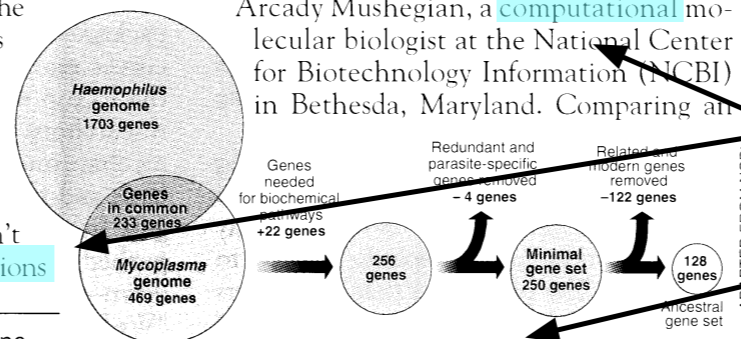 he
s
Arcady Mushegian, a computational mo-
lecular biologist at the National Center
for Biotechnology Information (NCBI)
in Bethesda, Maryland. Comparing an
Haemophilus
genome
1703 genes
Genes
in common
233 genes
Mycoplasma
genome
469 genes
Genes
needed
for biochemical
pathways
+22 genes
256
genes
Redundant and
parasite-specific
genes removed
– 4 genes
Minimal
gene set
250 genes
Related and
modern genes
removed
–122 genes
128
genes
Ancestral
gene set
't
ions